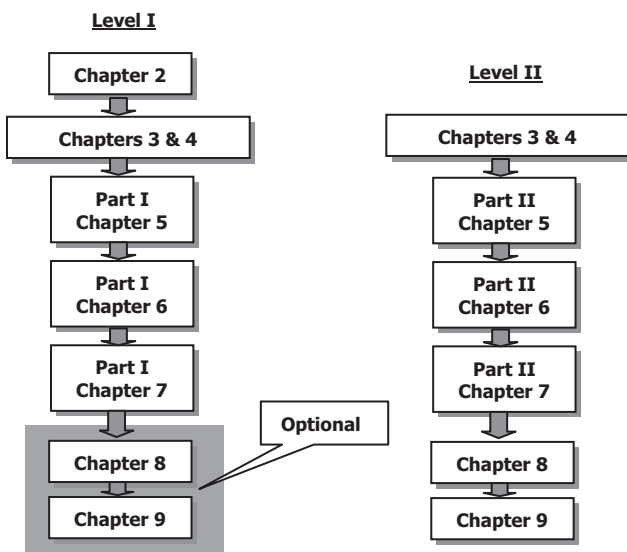 Level I
Chapter 2
Chapters 3 & 4
Part I
Chapter 5
Part I
Chapter 6
Part I
Chapter 7
Optional
Chapter 8
Chapter 9
Level II
Chapters 3 & 4
Part II
Chapter 5
Part II
Chapter 6
Part II
Chapter 7
Chapter 8
Chapter 9